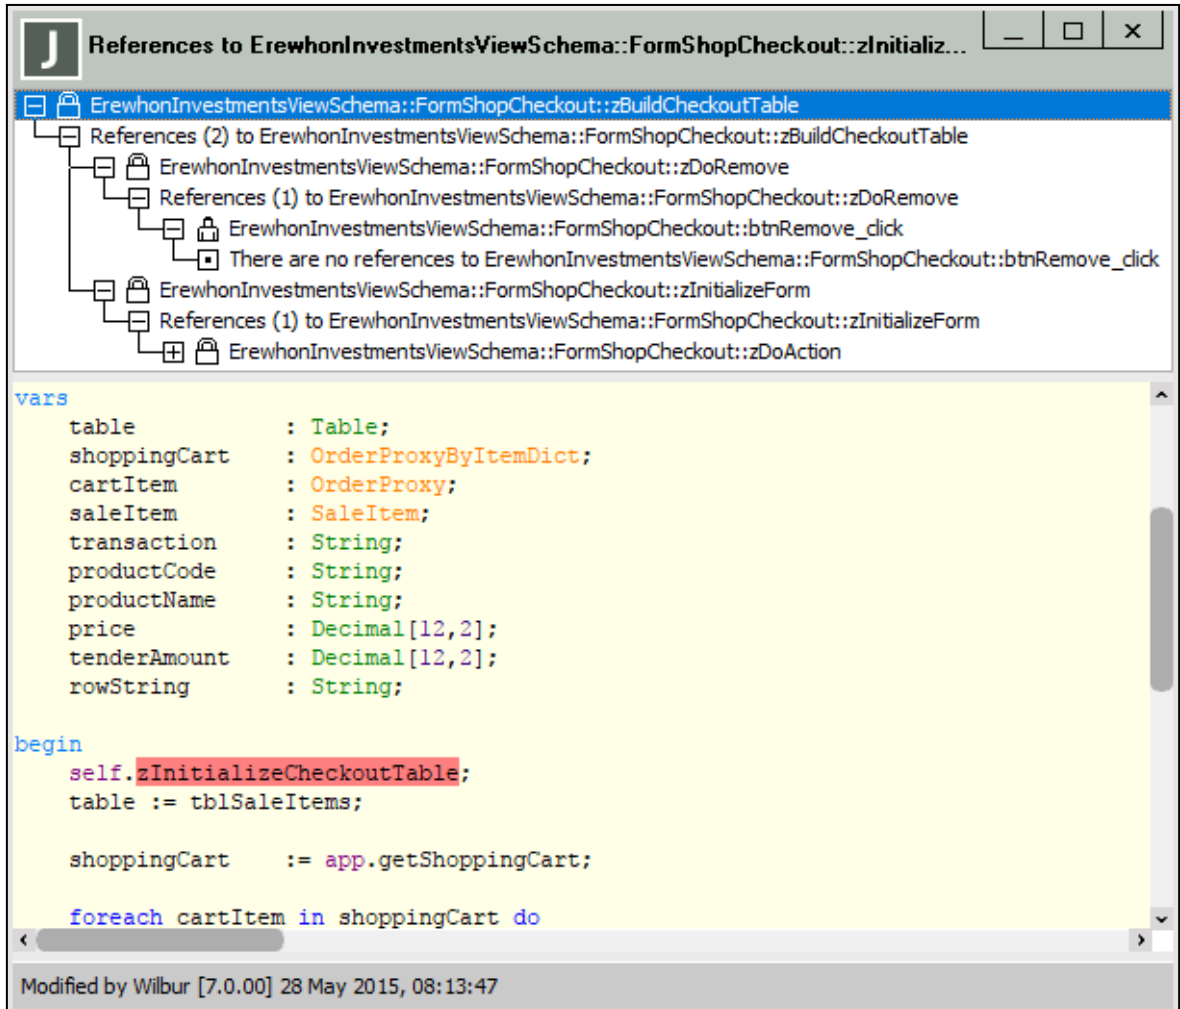 J
References to ErewhonInvestmentsViewSchema::FormShopCheckout::zInitializ...
ErewhonInvestmentsViewSchema::FormShopCheckout::zBuildCheckoutTable
References (2) to ErewhonInvestmentsViewSchema::FormShopCheckout::zBuildCheckoutTable
ErewhonInvestmentsViewSchema::FormShopCheckout::zDoRemove
References (1) to ErewhonInvestmentsViewSchema::FormShopCheckout::zDoRemove
ErewhonInvestmentsViewSchema::FormShopCheckout::btnRemove_click
There are no references to ErewhonInvestmentsViewSchema::FormShopCheckout::btnRemove_click
ErewhonInvestmentsViewSchema::FormShopCheckout::zInitializeForm
References (1) to ErewhonInvestmentsViewSchema::FormShopCheckout::zInitializeForm
ErewhonInvestmentsViewSchema::FormShopCheckout::zDoAction
vars
    table           : Table;
    shoppingCart    : OrderProxyByItemDict;
    cartItem        : OrderProxy;
    saleItem        : SaleItem;
    transaction     : String;
    productCode     : String;
    productName     : String;
    price           : Decimal[12,2];
    tenderAmount    : Decimal[12,2];
    rowString       : String;
begin
    self.zInitializeCheckoutTable;
    table := tblSaleItems;
    shoppingCart    := app.getShoppingCart;
    foreach cartItem in shoppingCart do
Modified by Wilbur [7.0.00] 28 May 2015, 08:13:47